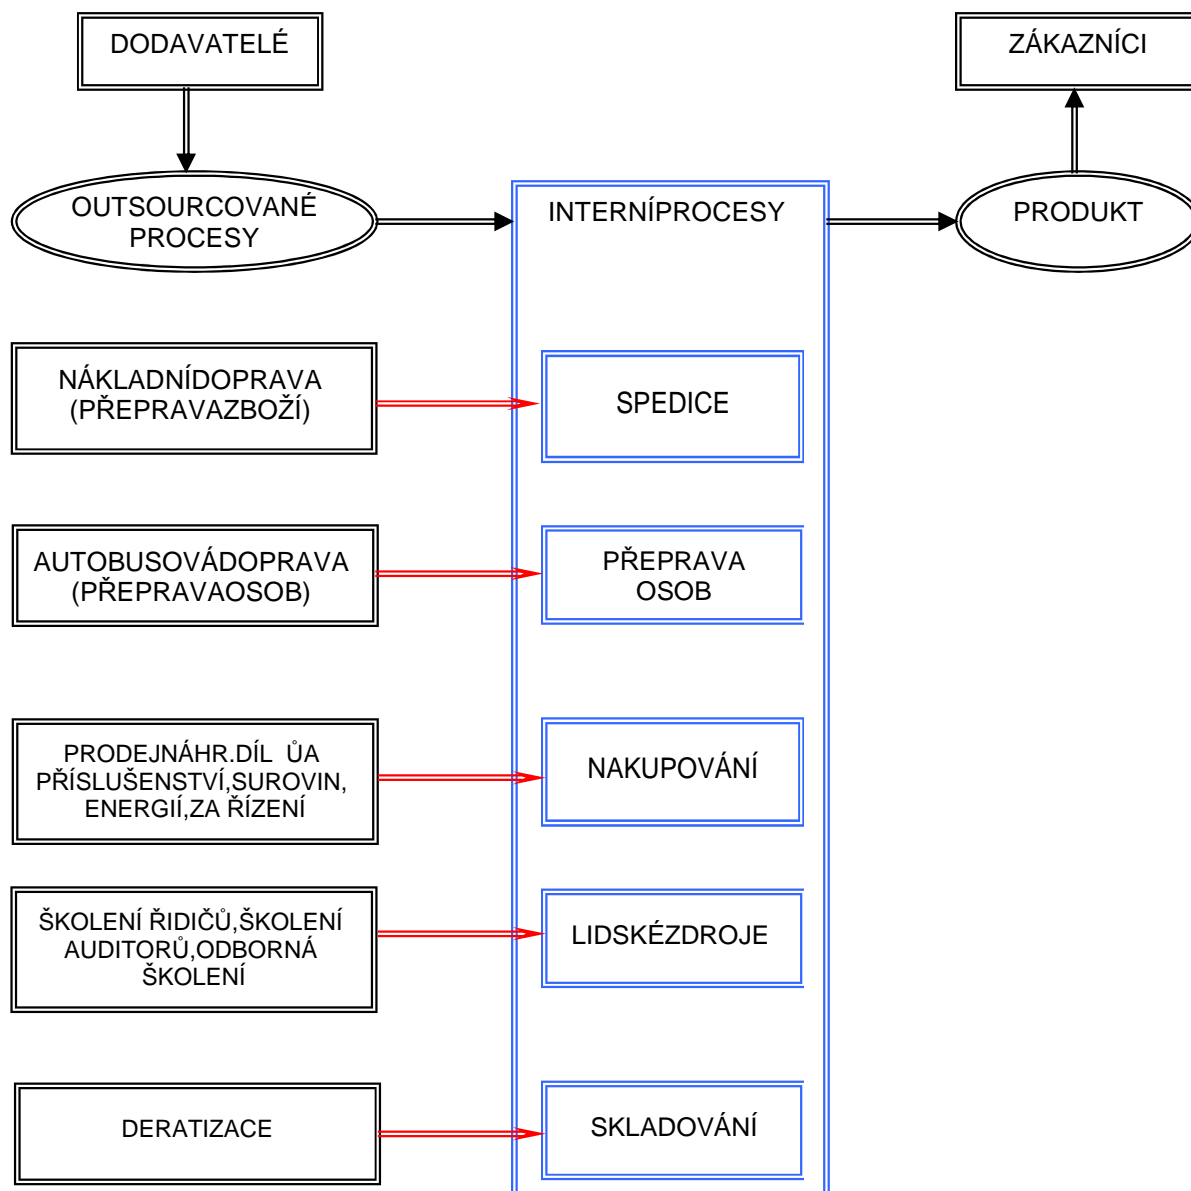 DODAVATELÉ
ZÁKAZNÍCI
OUTSOURCOVANÉ
PROCESY
INTERNÍPROCESY
PRODUKT
NÁKLADNÍDOPRAVA
(PŘEPRAVAZBOŽÍ)
SPEDICE
AUTOBUSOVÁDOPRAVA
(PŘEPRAVAOSOB)
PŘEPRAVA
OSOB
PRODEJNÁHR.DÍL ŮA
PŘÍSLUŠENSTVÍ,SUROVIN,
ENERGIÍ,ZA ŘÍZENÍ
NAKUPOVÁNÍ
ŠKOLENÍ ŘIDIČŮ,ŠKOLENÍ
AUDITORŮ,ODBORNÁ
ŠKOLENÍ
LIDSKÉZDROJE
DERATIZACE
SKLADOVÁNÍ